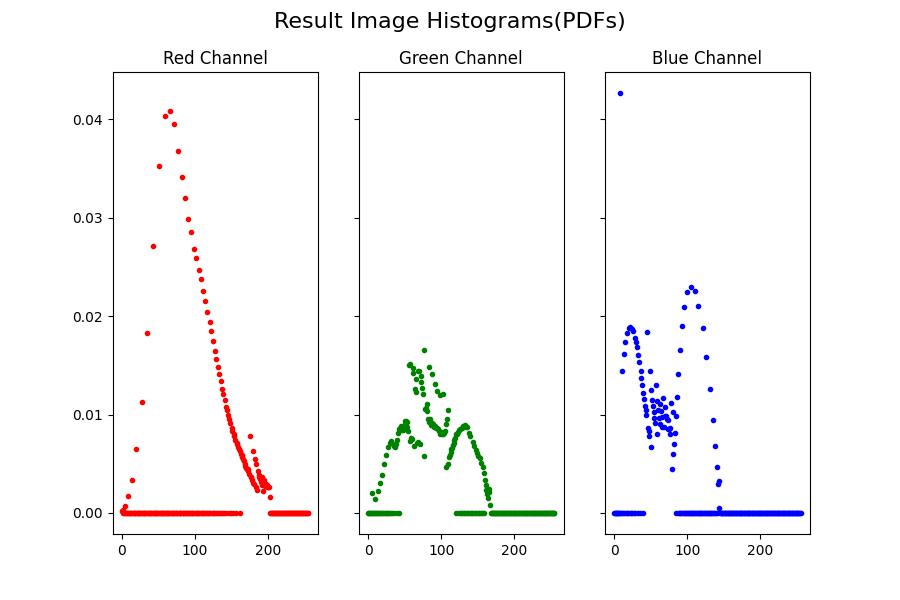 Result Image Histograms(PDFs)
Red Channel
Green Channel
Blue Channel
0.04
0.03
0.02
0.01
0.00
0 100 200
0 100 200
0 100 200